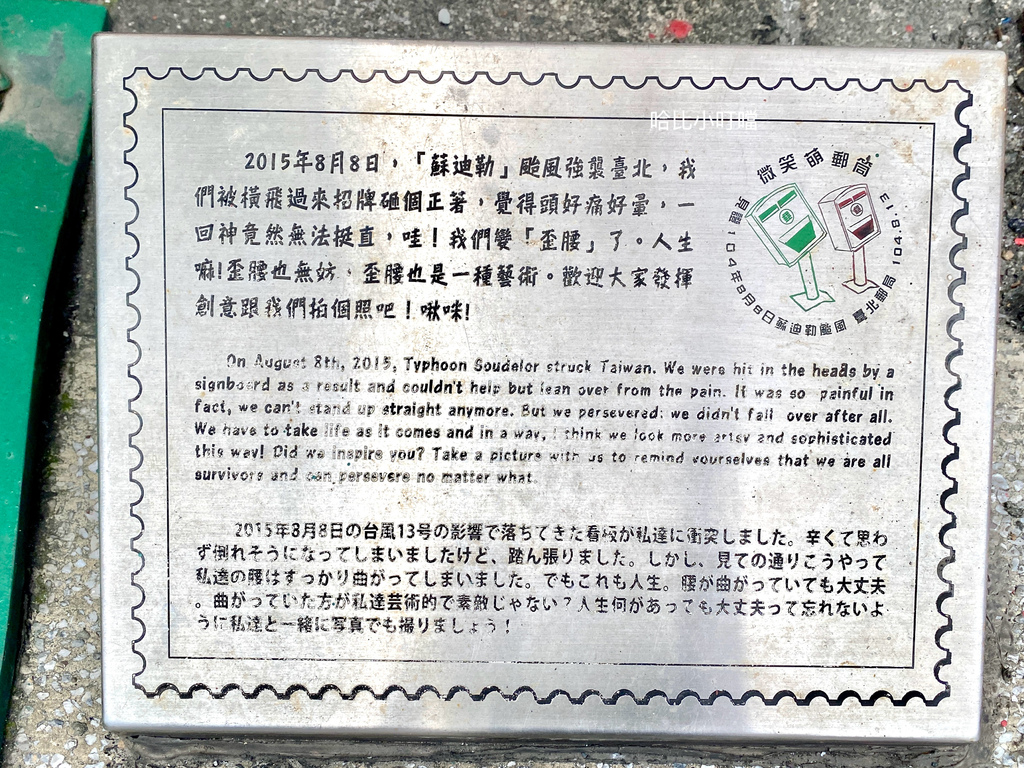 哈比小叮噹
2015年8月8日，「蘇迪勒」颱風強襲臺北，我
們被橫飛過來招牌砸個正著，覺得頭好痛好暈，一
回神竟然無法挺直，哇！我們變「歪腰」了。人生
嘛!歪腰也無妨，歪腰也是一種藝術。歡迎大家發揮
創意跟我們拍個照吧！啾咪!
微笑萌郵局
見證104年8月8日蘇迪勒颱風 臺北郵局 104.8.13
On August 8th, 2015, Typhoon Soudelor struck Taiwan. We were hit in the heads by a
signboard as a result and couldn't help but lean over from the pain. It was so painful in
fact, we can't stand up straight anymore. But we persevered: we didn't fall over after all.
We have to take life as it comes and in a way, I think we look more artsy and sophisticated
this way! Did we inspire you? Take a picture with us to remind yourselves that we are all
survivors and can persevere no matter what.
2015年8月8日の台風13号の影響で落ちてきた看板が私達に衝突しました。辛くて思わ
ず倒れそうになってしまいましたけど、踏ん張りました。しかし、見ての通りこうやって
私達の腰はすっかり曲がってしまいました。でもこれも人生。腰が曲がっていても大丈夫
。曲がっていた方が私達芸術的で素敵じゃない？人生何があっても大丈夫って忘れないよ
うに私達と一緒に写真でも撮りましょう！